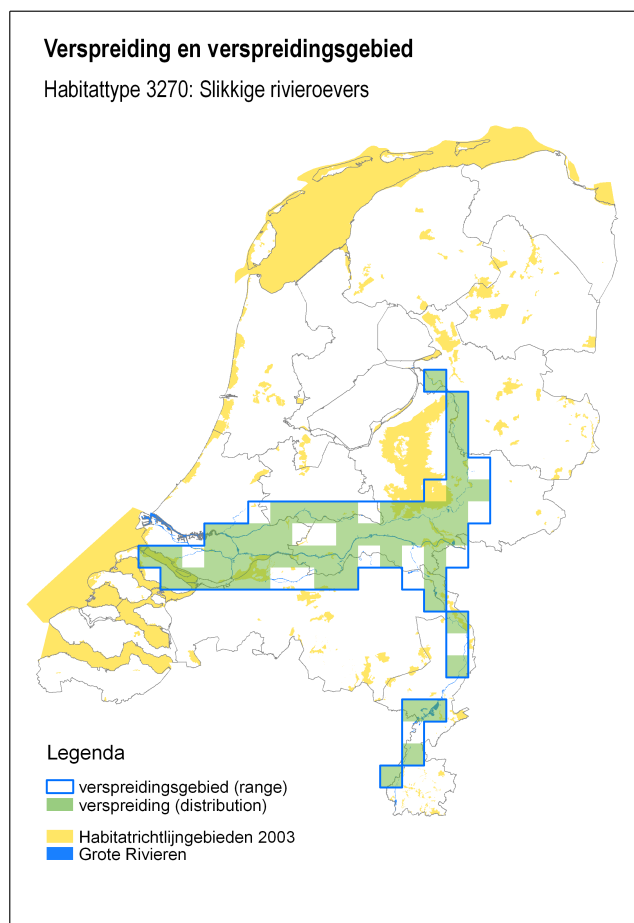 Verspreiding en verspreidingsgebied
Habitattype 3270: Slikkige rivieroevers
Legenda
verspreidingsgebied (range)
verspreiding (distribution)
Habitatrichtlijngebieden 2003
Grote Rivieren